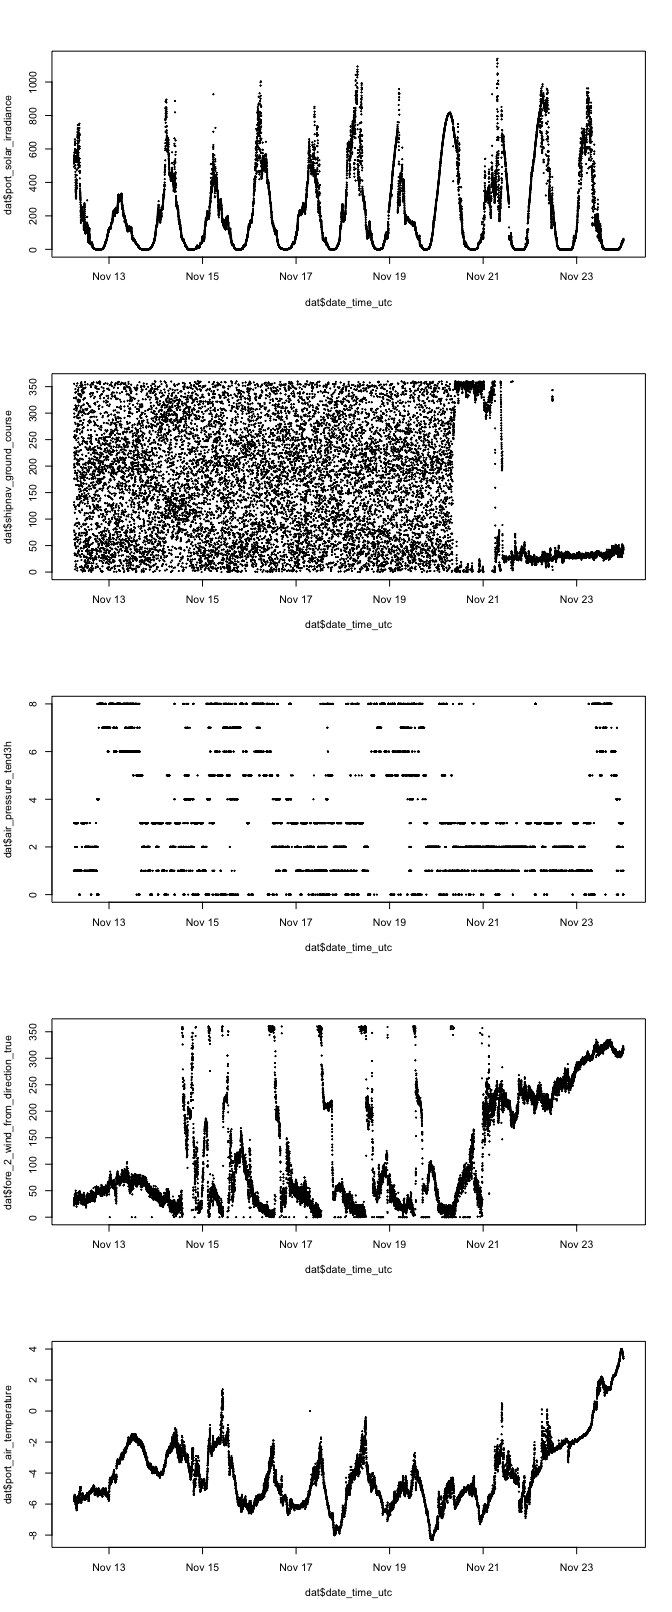 dat$port_solar_irradiance
0 200 400 600 800 1000
Nov 13 Nov 15 Nov 17 Nov 19 Nov 21 Nov 23
dat$date_time_utc
dat$shipnav_ground_course
0 50 100 150 200 250 300 350
Nov 13 Nov 15 Nov 17 Nov 19 Nov 21 Nov 23
dat$date_time_utc
dat$air_pressure_tend3h
0 2 4 6 8
Nov 13 Nov 15 Nov 17 Nov 19 Nov 21 Nov 23
dat$date_time_utc
dat$fore_2_wind_from_direction_true
0 50 100 150 200 250 300 350
Nov 13 Nov 15 Nov 17 Nov 19 Nov 21 Nov 23
dat$date_time_utc
dat$port_air_temperature
-8 -6 -4 -2 0 2 4
Nov 13 Nov 15 Nov 17 Nov 19 Nov 21 Nov 23
dat$date_time_utc